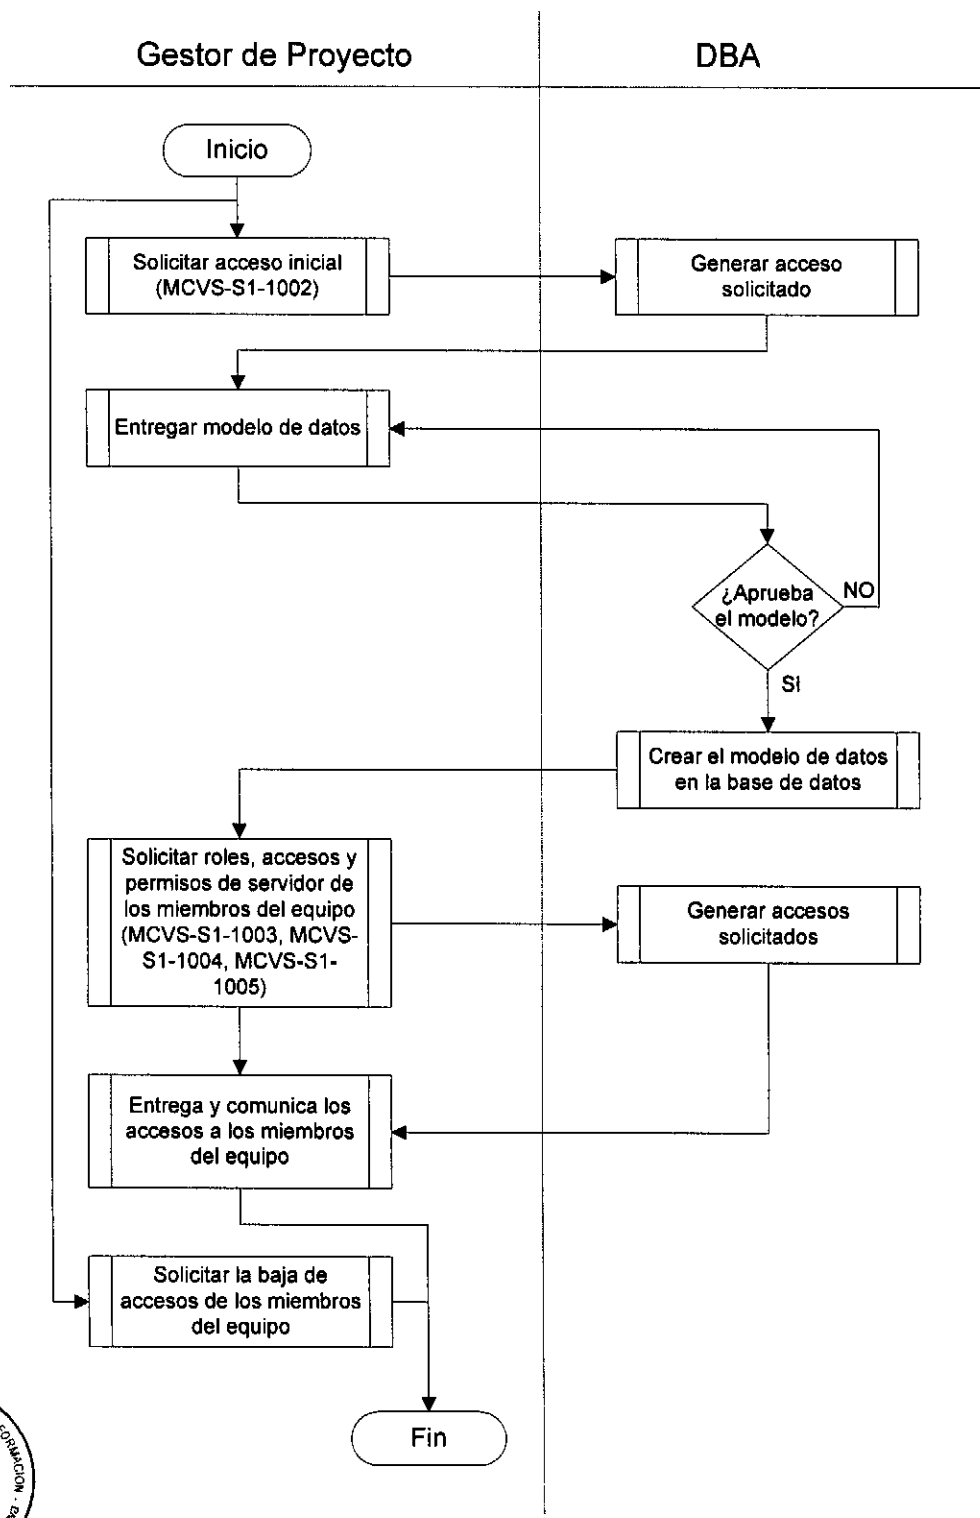 Gestor de Proyecto
DBA
Inicio
Solicitar acceso inicial
(MCVS-S1-1002)
Generar acceso
solicitado
Entregar modelo de datos
¿Aprueba
el modelo?
NO
SI
Crear el modelo de datos
en la base de datos
Solicitar roles, accesos y
permisos de servidor de
los miembros del equipo
(MCVS-S1-1003, MCVS-
S1-1004, MCVS-S1-
1005)
Generar accesos
solicitados
Entrega y comunica los
accesos a los miembros
del equipo
Solicitar la baja de
accesos de los miembros
del equipo
Fin
FORMACION